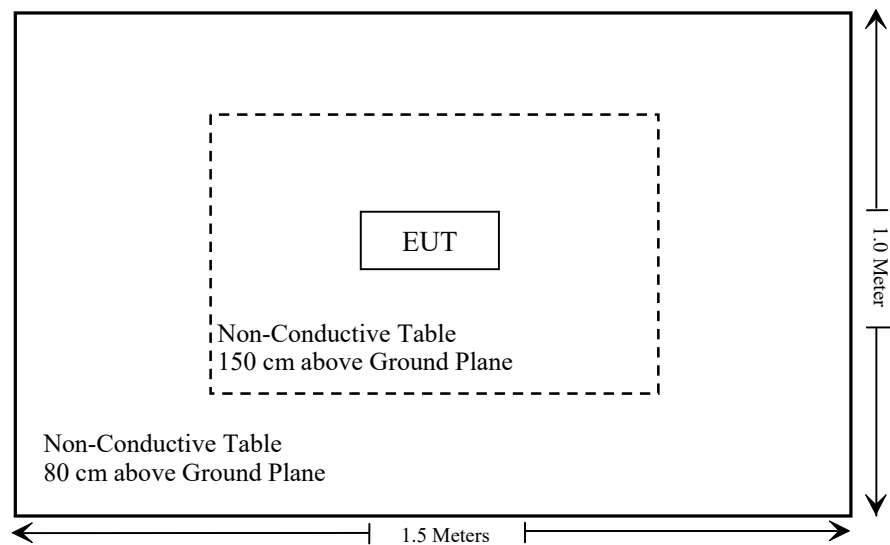 EUT
Non-Conductive Table
150 cm above Ground Plane
Non-Conductive Table
80 cm above Ground Plane
1.0 Meter
1.5 Meters